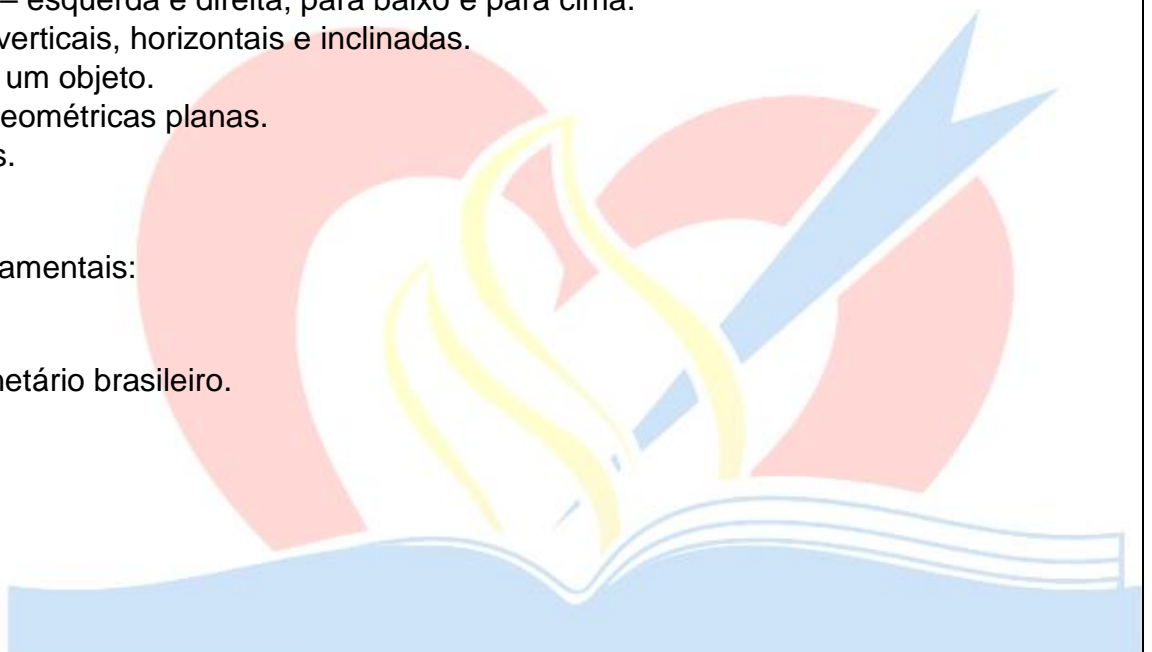 – esquerda e direita, para baixo e para cima.
verticais, horizontais e inclinadas.
um objeto.
eométricas planas.
s.
amentais:
netário brasileiro.